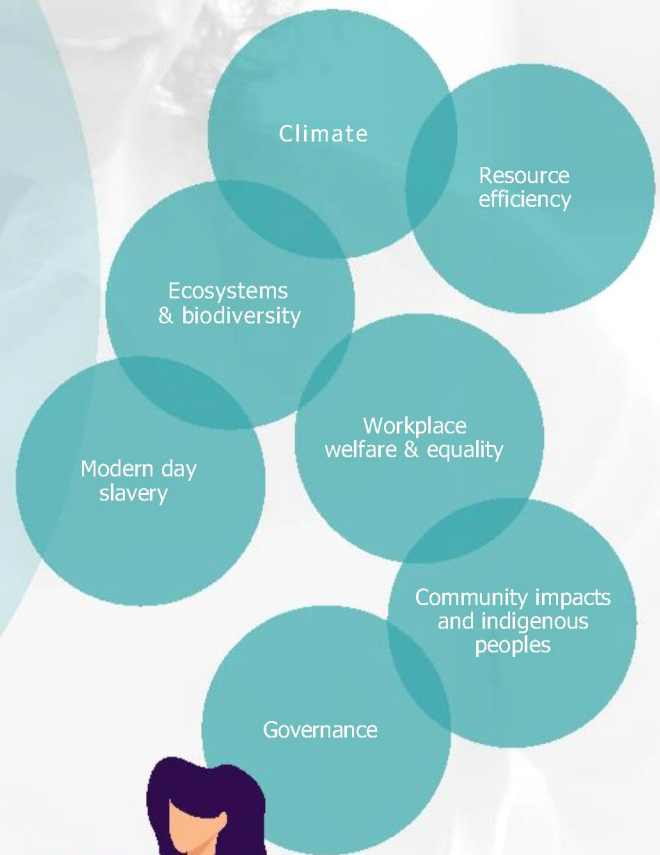 Climate
Resource
efficiency
Ecosystems
& biodiversity
Workplace
welfare & equality
Modern day
slavery
Community impacts
and indigenous
peoples
Governance